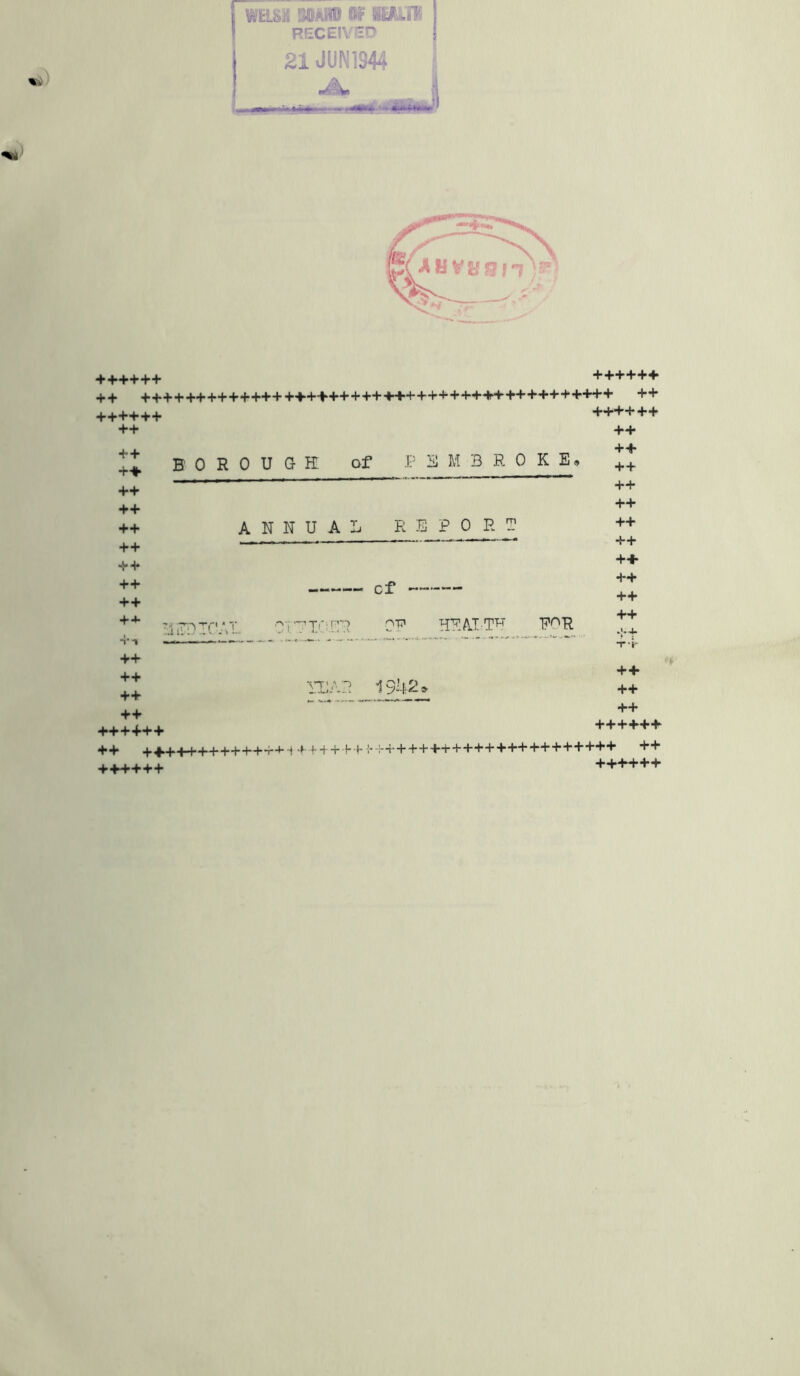 WELSH BOARD OF HEALTH
RECEIVED
21 JUN 1944
A
LIBRARY
++++++ ++++++
++ +++++++++++++++++++++++++++++++++++++++++++ ++
++++++ ++++++
BOROUGH of PEMBROKE.
ANNUAL REPORT
----- of -----
MEDICAL OFFICER OF HEALTH FOR
YEAR 1942.
++++++ ++++++
++ +++++++++++++++++++++++++++++++++++++++++++ ++
++++++ ++++++